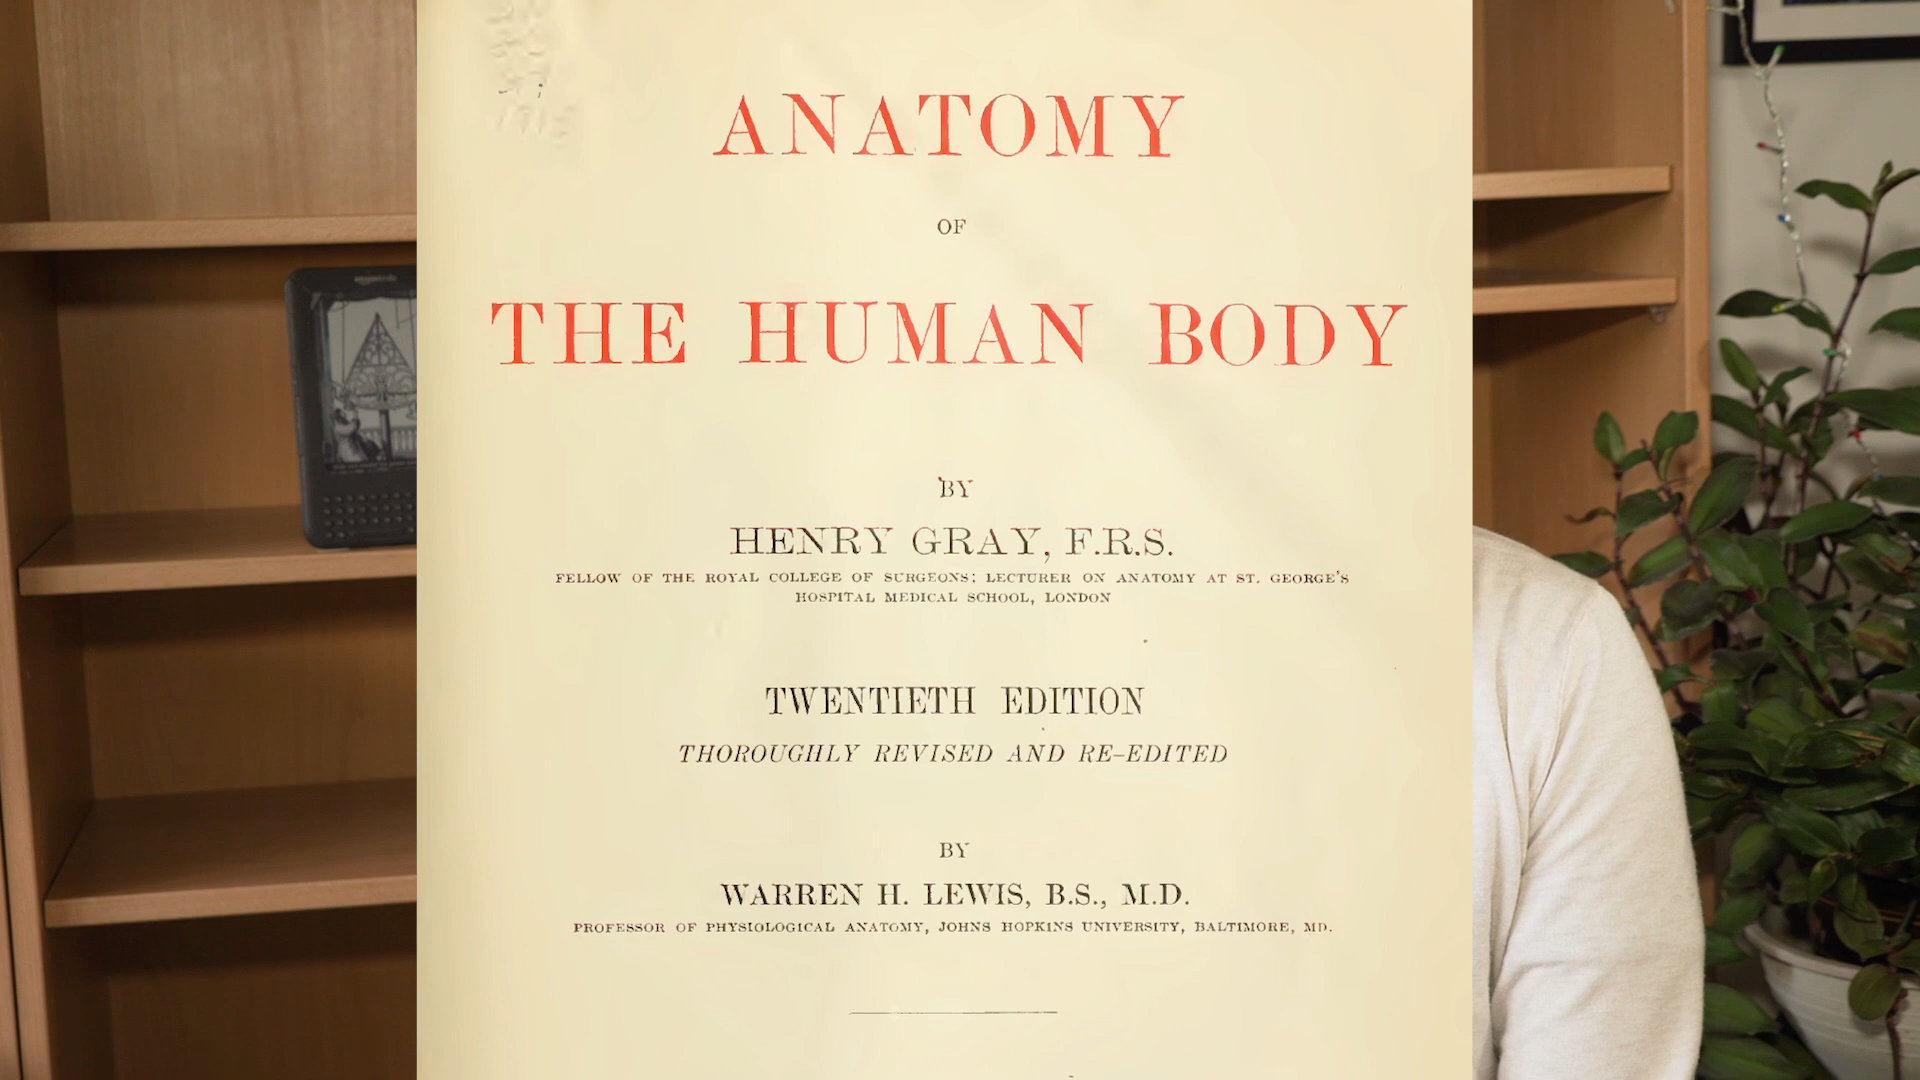 ANATOMY
OF
THE HUMAN BODY
BY
HENRY GRAY, F.R.S.
FELLOW OF THE ROYAL COLLEGE OF SURGEONS; LECTURER ON ANATOMY AT ST. GEORGE'S
HOSPITAL MEDICAL SCHOOL, LONDON
TWENTIETH EDITION
THOROUGHLY REVISED AND RE-EDITED
BY
WARREN H. LEWIS, B.S., M.D.
PROFESSOR OF PHYSIOLOGICAL ANATOMY, JOHNS HOPKINS UNIVERSITY, BALTIMORE, MD.